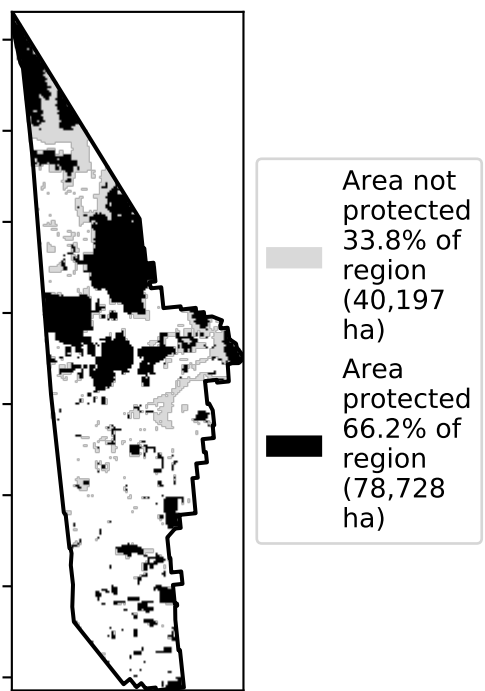 Area not
protected
33.8% of
region
(40,197
ha)
Area
protected
66.2% of
region
(78,728
ha)